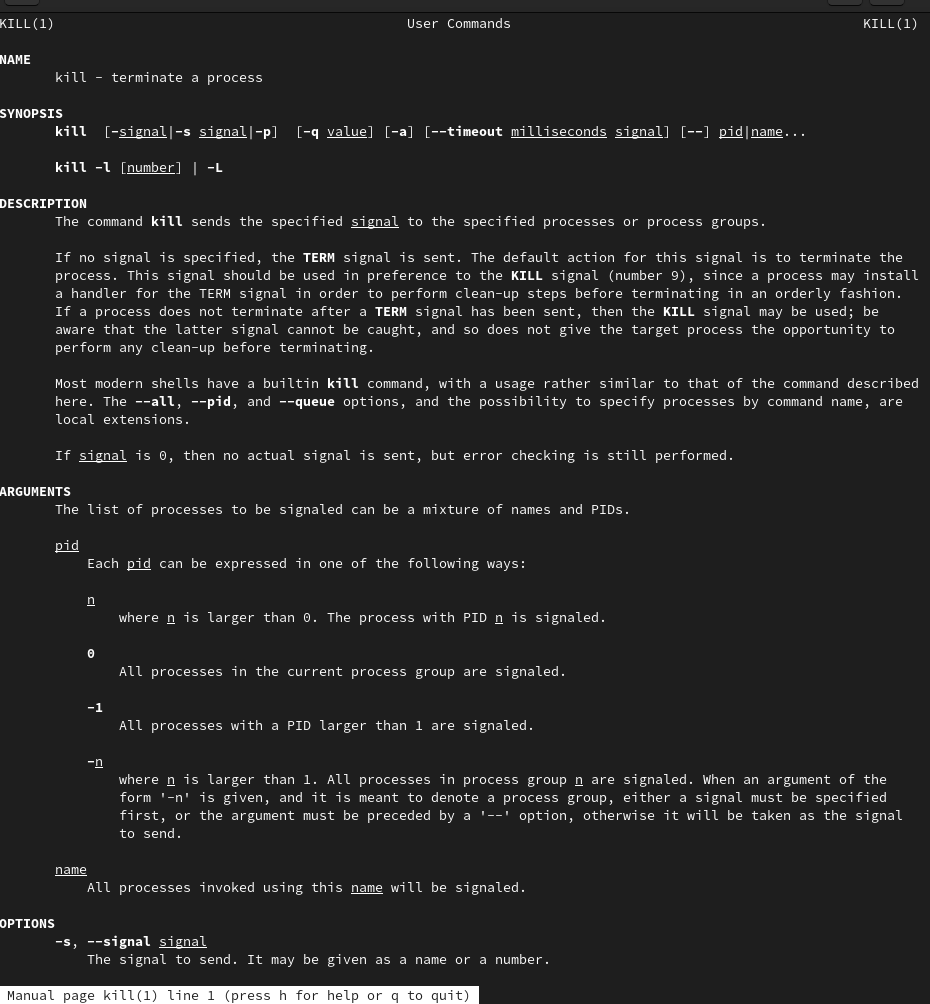 KILL(1) User Commands KILL(1)
NAME
kill - terminate a process
SYNOPSIS
kill [-signal|-s signal|-p] [-q value] [-a] [--timeout milliseconds signal] [--] pid|name...
kill -l [number] | -L
DESCRIPTION
The command kill sends the specified signal to the specified processes or process groups.
If no signal is specified, the TERM signal is sent. The default action for this signal is to terminate the
process. This signal should be used in preference to the KILL signal (number 9), since a process may install
a handler for the TERM signal in order to perform clean-up steps before terminating in an orderly fashion.
If a process does not terminate after a TERM signal has been sent, then the KILL signal may be used; be
aware that the latter signal cannot be caught, and so does not give the target process the opportunity to
perform any clean-up before terminating.
Most modern shells have a builtin kill command, with a usage rather similar to that of the command described
here. The --all, --pid, and --queue options, and the possibility to specify processes by command name, are
local extensions.
If signal is 0, then no actual signal is sent, but error checking is still performed.
ARGUMENTS
The list of processes to be signaled can be a mixture of names and PIDs.
pid
Each pid can be expressed in one of the following ways:
n
where n is larger than 0. The process with PID n is signaled.
0
All processes in the current process group are signaled.
-1
All processes with a PID larger than 1 are signaled.
-n
where n is larger than 1. All processes in process group n are signaled. When an argument of the
form '-n' is given, and it is meant to denote a process group, either a signal must be specified
first, or the argument must be preceded by a '--' option, otherwise it will be taken as the signal
to send.
name
All processes invoked using this name will be signaled.
OPTIONS
-s, --signal signal
The signal to send. It may be given as a name or a number.
Manual page kill(1) line 1 (press h for help or q to quit)